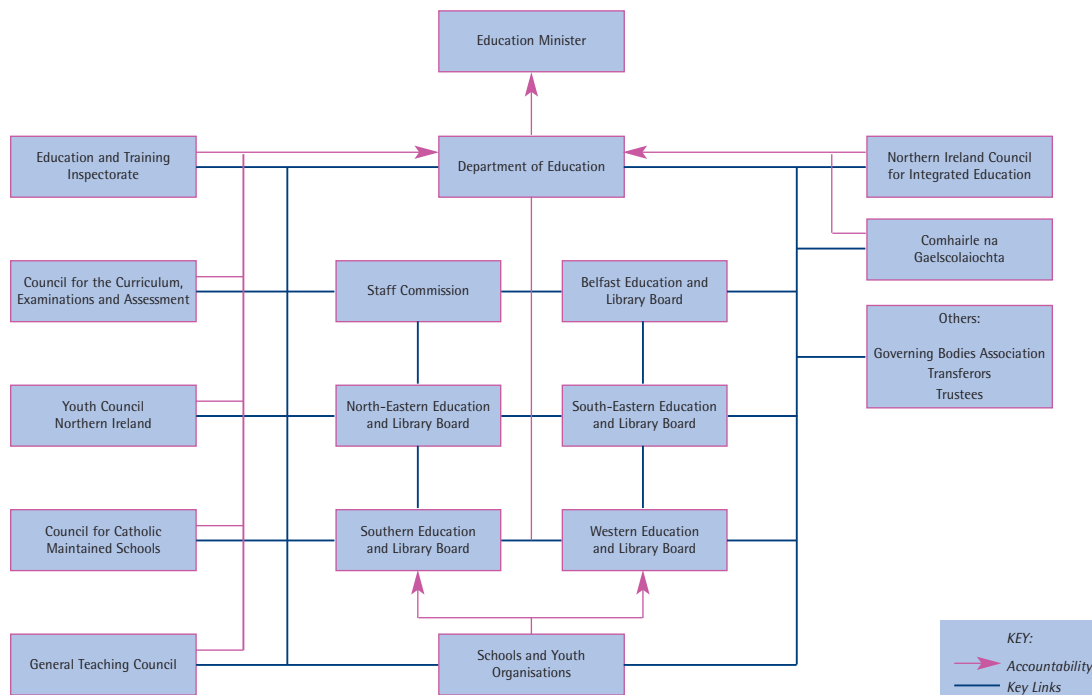 Education Minister
Education and Training
Inspectorate
Department of Education
Northern Ireland Council
for Integrated Education
Comhairle na
Gaelscolaiochta
Council for the Curriculum,
Examinations and Assessment
Staff Commission
Belfast Education and
Library Board
Others:
Governing Bodies Association
Transferors
Trustees
Youth Council
Northern Ireland
North-Eastern Education
and Library Board
South-Eastern Education
and Library Board
Council for Catholic
Maintained Schools
Southern Education
and Library Board
Western Education
and Library Board
General Teaching Council
Schools and Youth
Organisations
KEY:
Accountability
Key Links